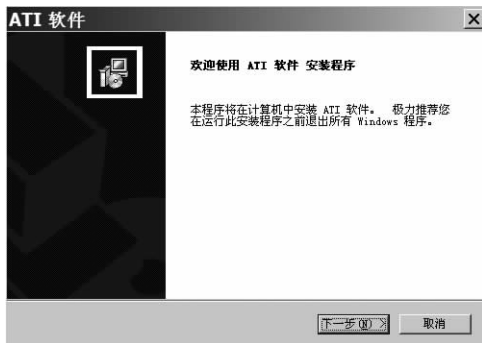 ATI 软件
欢迎使用 ATI 软件 安装程序
本程序将在计算机中安装 ATI 软件。 极力推荐您
在运行此安装程序之前退出所有 Windows 程序。
下一步(N) > 取消